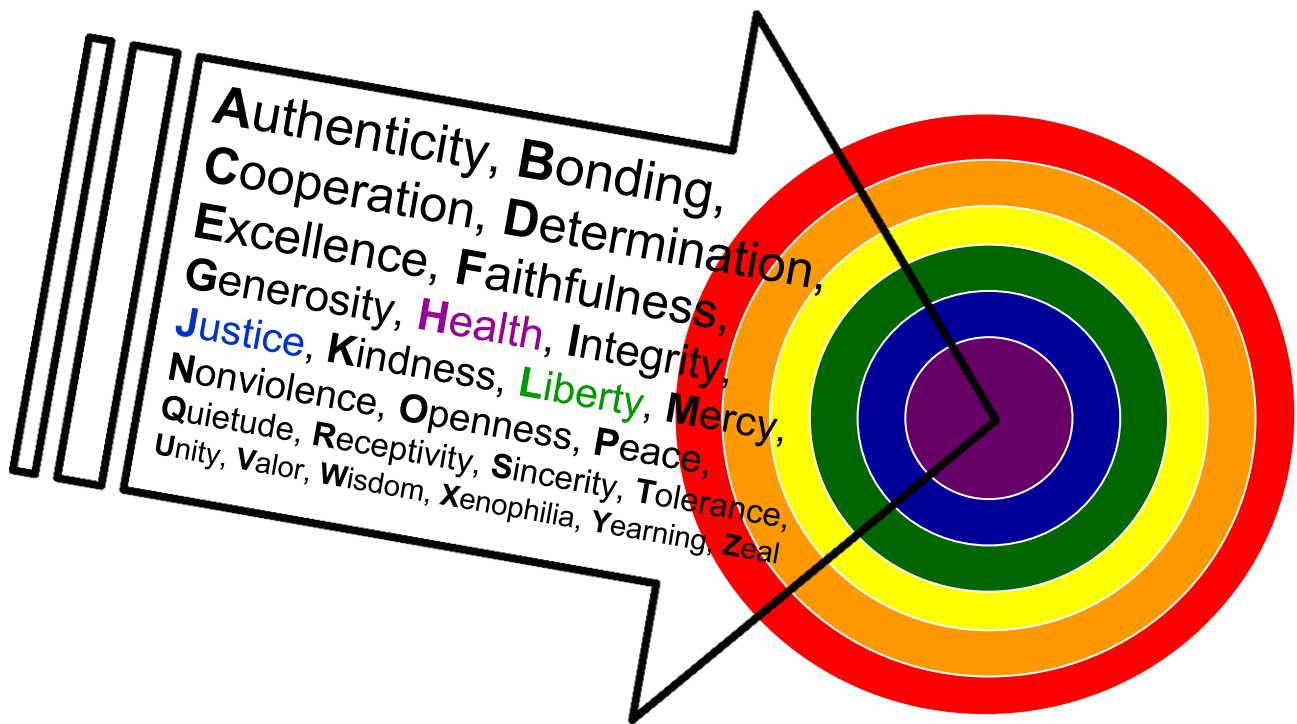 Authenticity, Bonding,
Cooperation, Determination,
Excellence, Faithfulness,
Generosity, Health, Integrity,
Justice, Kindness, Liberty, Mercy,
Nonviolence, Openness, Peace,
Quietude, Receptivity, Sincerity, Tolerance,
Unity, Valor, Wisdom, Xenophilia, Yearning, Zeal